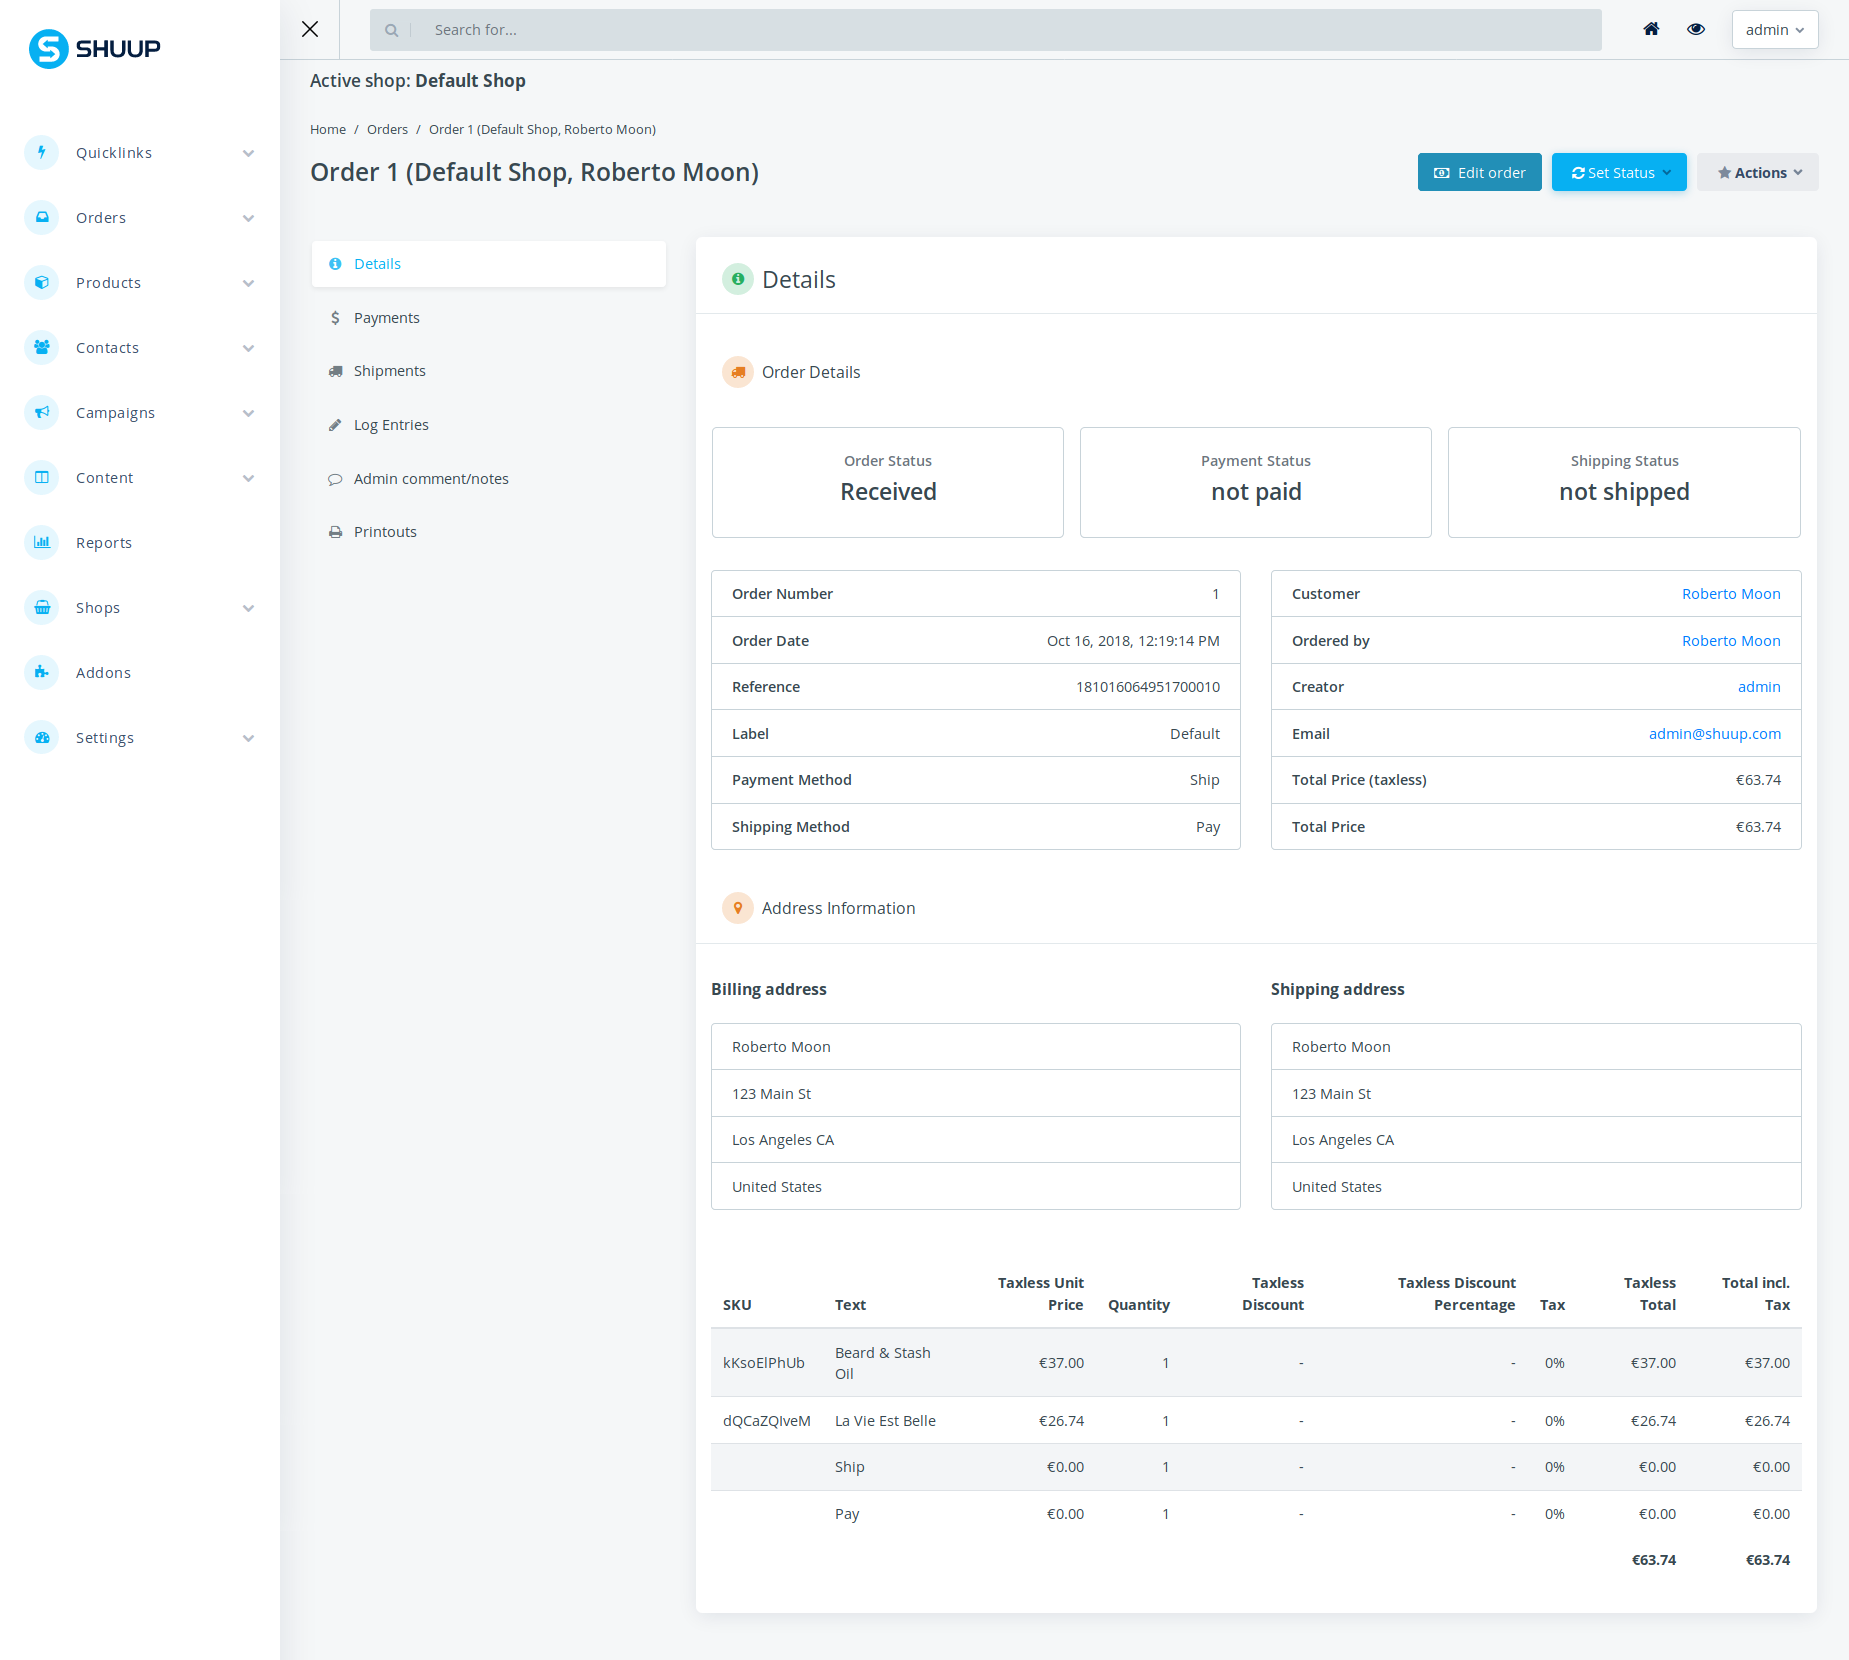 SHUUP
Search for...
admin
Active shop: Default Shop
Home / Orders / Order 1 (Default Shop, Roberto Moon)
Order 1 (Default Shop, Roberto Moon)
Edit order
Set Status
Actions
Quicklinks
Orders
Products
Contacts
Campaigns
Content
Reports
Shops
Addons
Settings
Details
Payments
Shipments
Log Entries
Admin comment/notes
Printouts
Details
Order Details
Order Status
Received
Payment Status
not paid
Shipping Status
not shipped
Order Number 1
Order Date Oct 16, 2018, 12:19:14 PM
Reference 181016064951700010
Label Default
Payment Method Ship
Shipping Method Pay
Customer Roberto Moon
Ordered by Roberto Moon
Creator admin
Email admin@shuup.com
Total Price (taxless) €63.74
Total Price €63.74
Address Information
Billing address
Roberto Moon
123 Main St
Los Angeles CA
United States
Shipping address
Roberto Moon
123 Main St
Los Angeles CA
United States
Taxless Unit Taxless Taxless Discount Taxless Total incl.
SKU Text Price Quantity Discount Percentage Tax Total Tax
Beard & Stash
kKsoElPhUb €37.00 1 - - 0% €37.00 €37.00
Oil
dQCaZQIveM La Vie Est Belle €26.74 1 - - 0% €26.74 €26.74
Ship €0.00 1 - - 0% €0.00 €0.00
Pay €0.00 1 - - 0% €0.00 €0.00
€63.74 €63.74